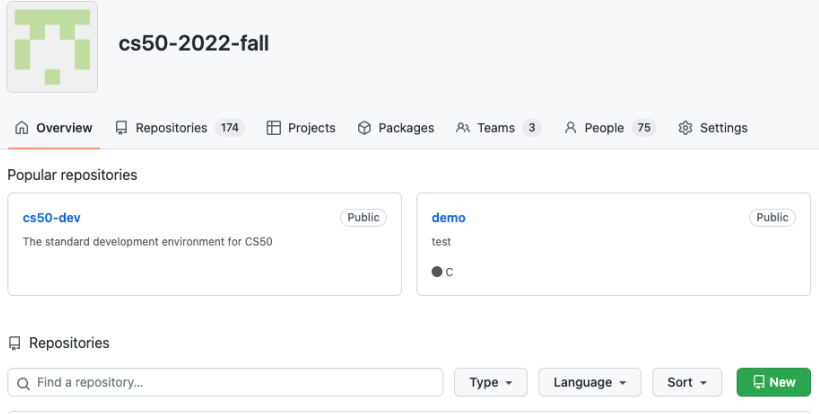 cs50-2022-fall
Overview Repositories 174 Projects Packages Teams 3 People 75 Settings
Popular repositories
cs50-dev Public
The standard development environment for CS50
demo Public
test
C
Repositories
Find a repository... Type Language Sort New